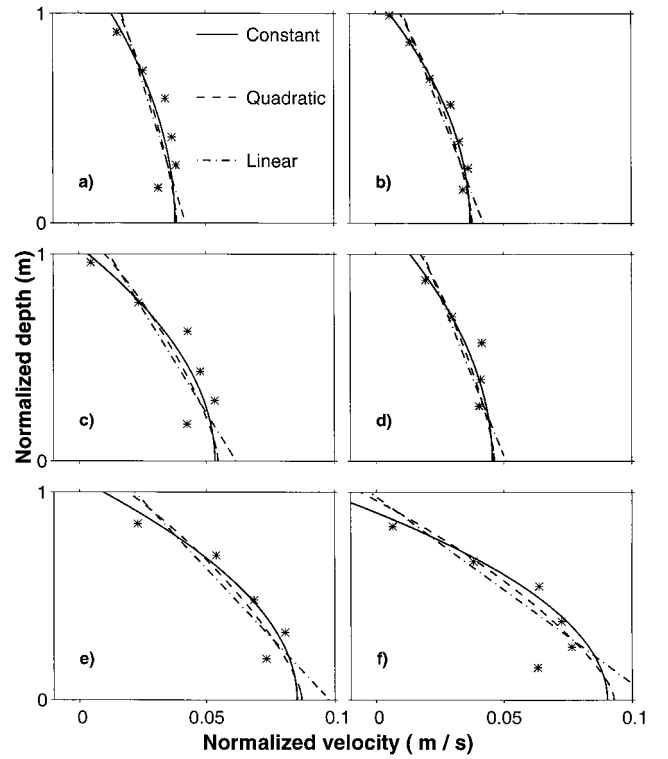 1
Constant
Quadratic
Linear
a)
b)
0
1
c)
d)
0
1
e)
f)
0
0 0.05 0.1 0 0.05 0.1
Normalized depth (m)
Normalized velocity ( m / s)